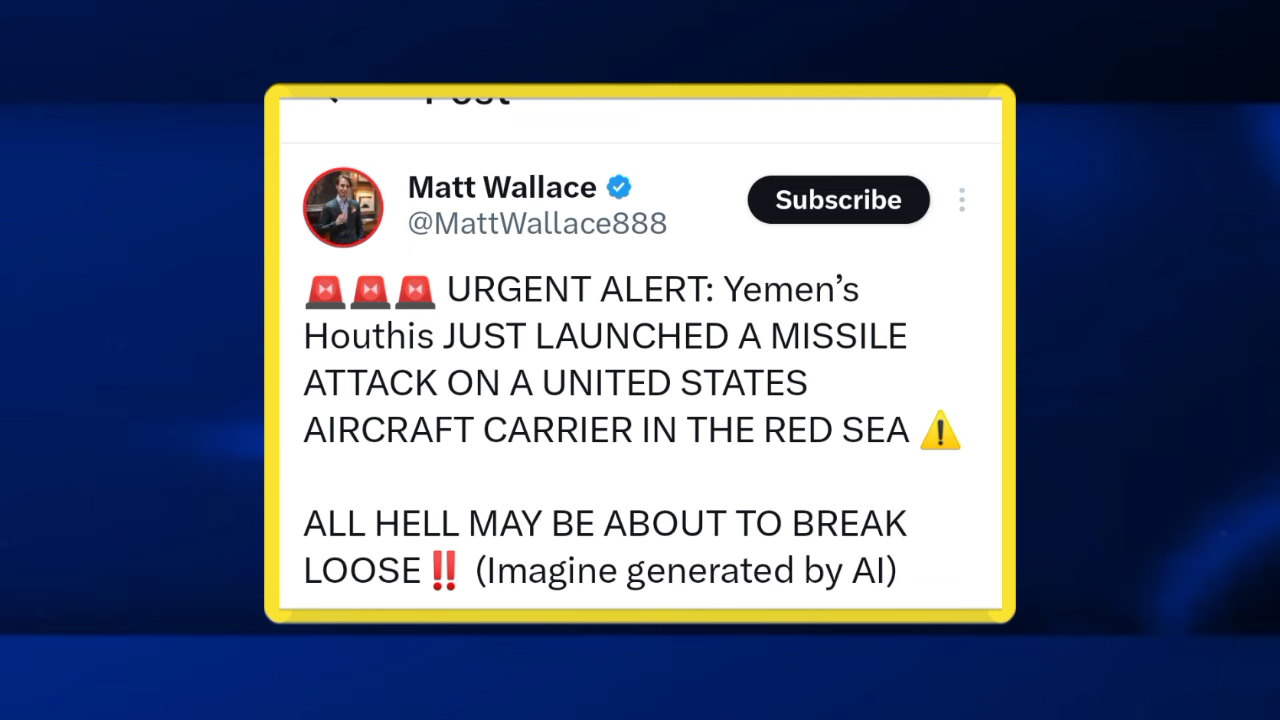 Post
Matt Wallace
Subscribe
@MattWallace888
🚨🚨🚨 URGENT ALERT: Yemen’s
Houthis JUST LAUNCHED A MISSILE
ATTACK ON A UNITED STATES
AIRCRAFT CARRIER IN THE RED SEA ⚠️
ALL HELL MAY BE ABOUT TO BREAK
LOOSE‼️ (Imagine generated by AI)